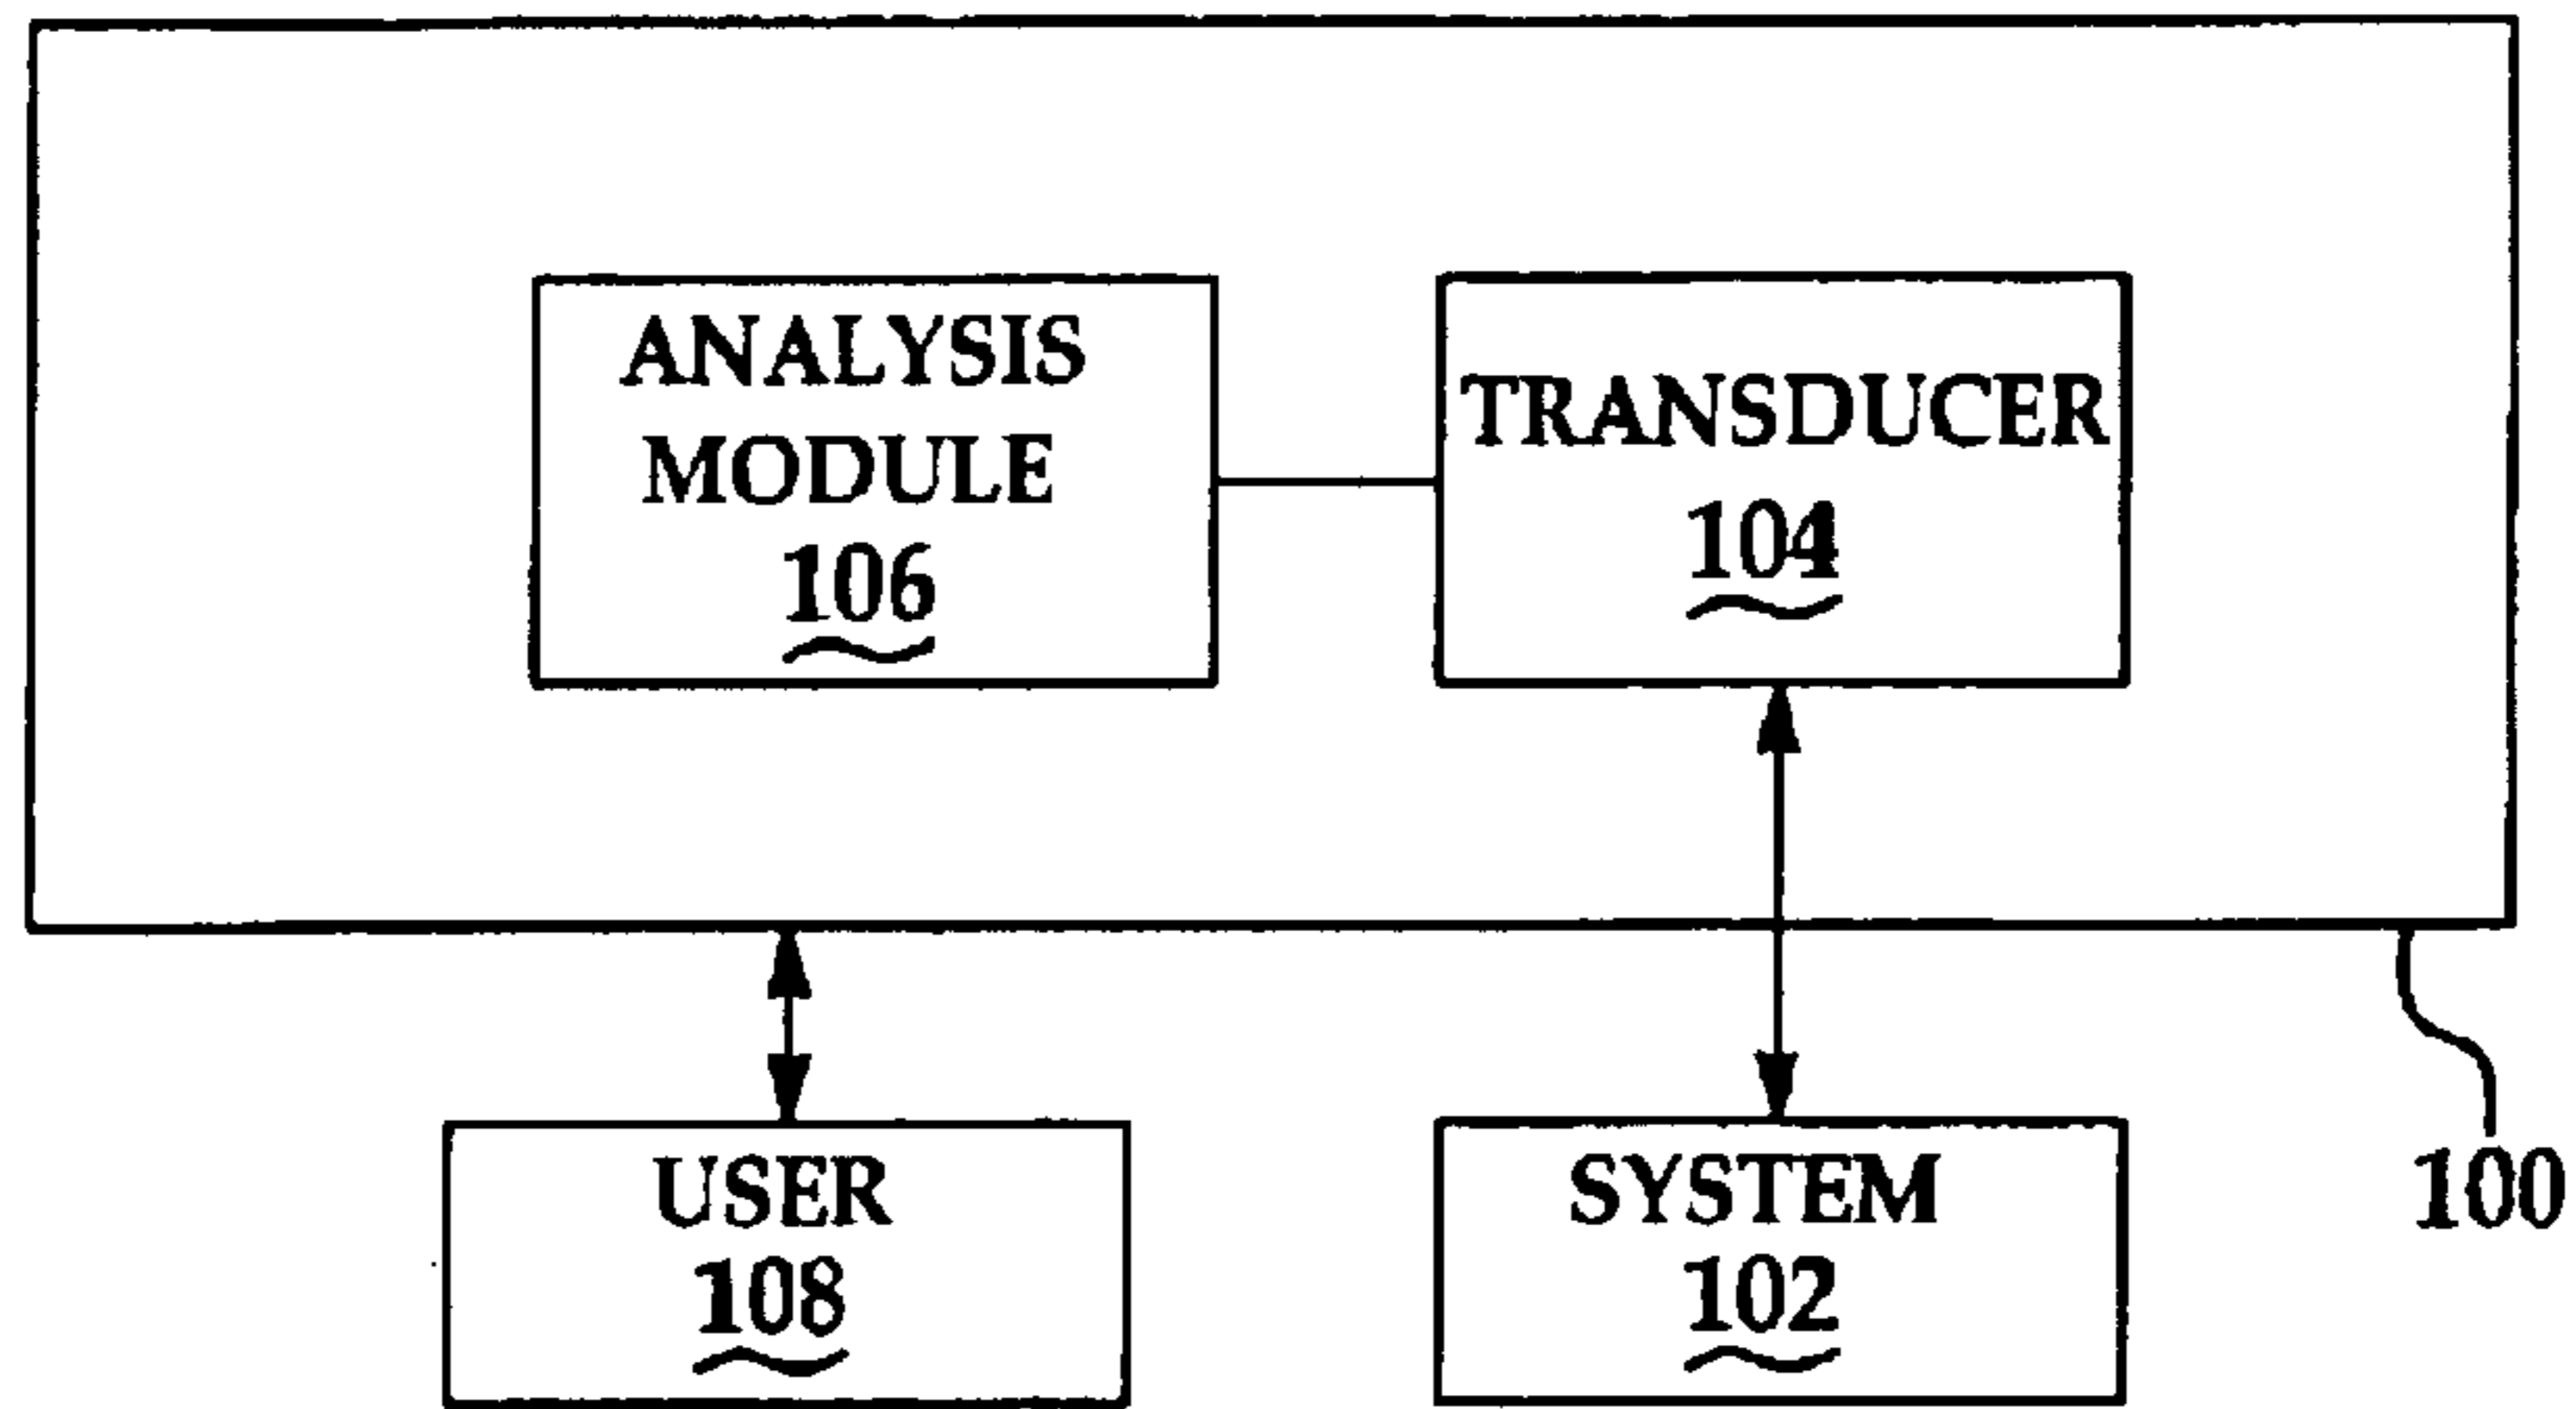 ANALYSIS
MODULE
106
TRANSDUCER
104
USER
108
SYSTEM
102
100